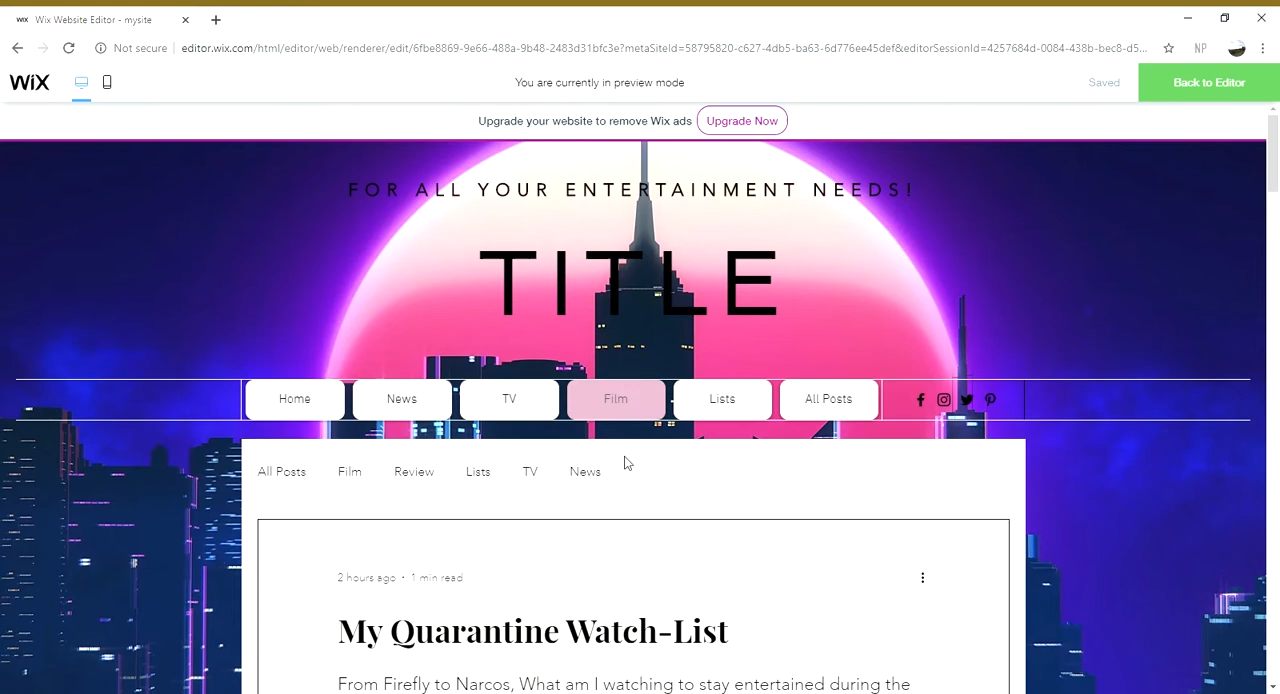 WiX Wix Website Editor - mysite
Not secure editor.wix.com/html/editor/web/renderer/edit/6fbe8869-9e66-488a-9b48-2483d31bfc3e?metaSiteId=58795820-c627-4db5-ba63-6d776ee45def&editorSessionId=4257684d-0084-438b-bec8-d5... NP
WiX You are currently in preview mode Saved Back to Editor
Upgrade your website to remove Wix ads Upgrade Now
FOR ALL YOUR ENTERTAINMENT NEEDS!
TITLE
Home News TV Film Lists All Posts
All Posts Film Review Lists TV News
2 hours ago · 1 min read
My Quarantine Watch-List
From Firefly to Narcos. What am I watching to stay entertained during the